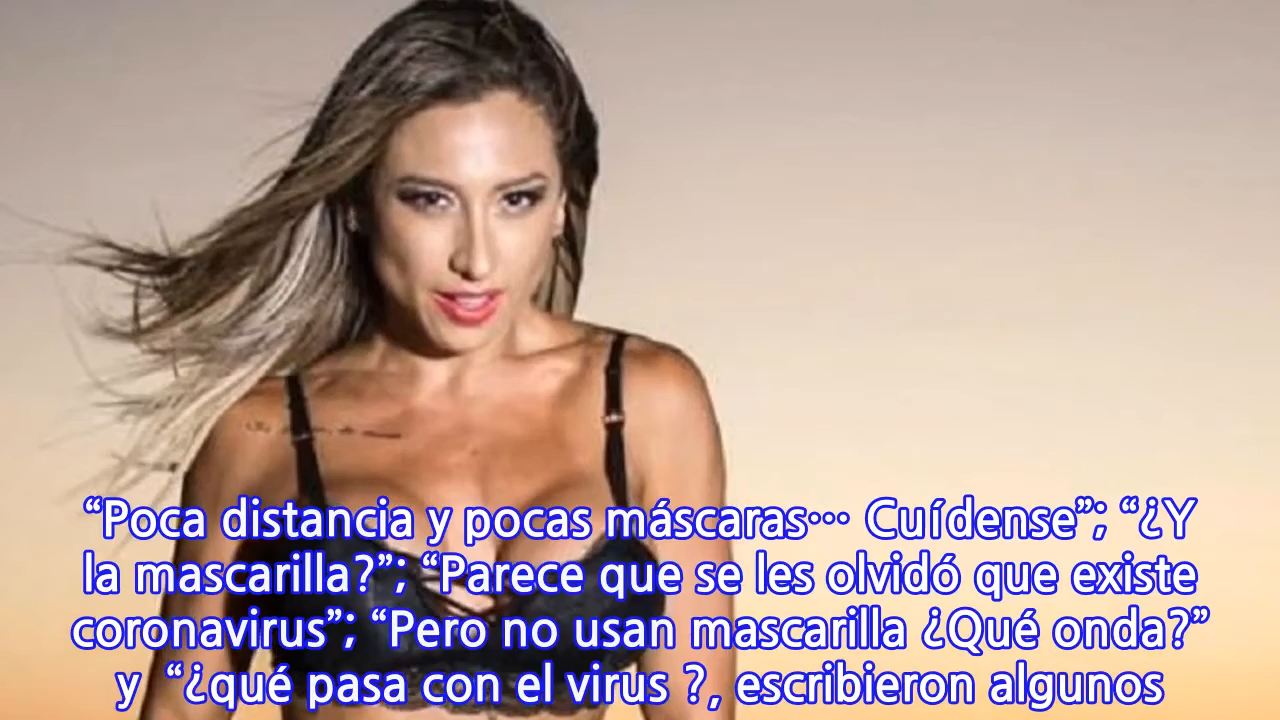 “Poca distancia y pocas máscaras… Cuídense”; “¿Y
la mascarilla?”; “Parece que se les olvidó que existe
coronavirus”; “Pero no usan mascarilla ¿Qué onda?”
y “¿qué pasa con el virus ?, escribieron algunos